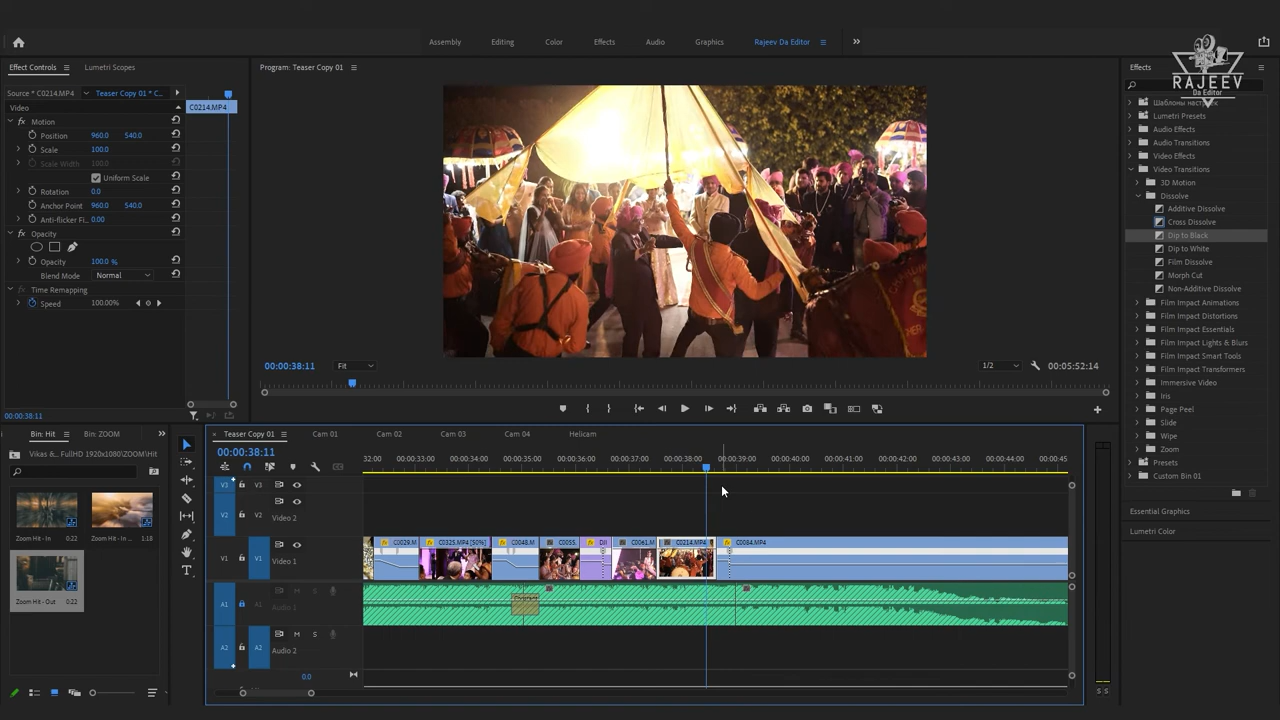 Assembly
Editing
Color
Effects
Audio
Graphics
Rajeev Da Editor
RAJEEV
Da Editor
Effect Controls
Lumetri Scopes
Program: Teaser Copy 01
Effects
Source * C0214.MP4
Teaser Copy 01 * C...
Video
C0214.MP4
Motion
Position 960.0 540.0
Scale 100.0
Scale Width 100.0
Uniform Scale
Rotation 0.0
Anchor Point 960.0 540.0
Anti-flicker Fi... 0.00
Opacity
Opacity 100.0 %
Blend Mode Normal
Time Remapping
Speed 100.00%
00:00:38:11
00:00:38:11
Fit
1/2
00:05:52:14
Шаблоны настрое
Lumetri Presets
Audio Effects
Audio Transitions
Video Effects
Video Transitions
3D Motion
Dissolve
Additive Dissolve
Cross Dissolve
Dip to Black
Dip to White
Film Dissolve
Morph Cut
Non-Additive Dissolve
Film Impact Animations
Film Impact Distortions
Film Impact Essentials
Film Impact Lights & Blurs
Film Impact Smart Tools
Film Impact Transformers
Immersive Video
Iris
Page Peel
Slide
Wipe
Zoom
Presets
Custom Bin 01
Essential Graphics
Lumetri Color
Bin: Hit
Bin: ZOOM
Vikas &... FullHD 1920x1080\ZOOM\Hit
Zoom Hit - In 0:22
Zoom Hit - In ... 1:18
Zoom Hit - Out 0:22
Teaser Copy 01
Cam 01
Cam 02
Cam 03
Cam 04
Helicam
00:00:38:11
32:00 00:00:33:00 00:00:34:00 00:00:35:00 00:00:36:00 00:00:37:00 00:00:38:00 00:00:39:00 00:00:40:00 00:00:41:00 00:00:42:00 00:00:43:00 00:00:44:00 00:00:45
V3 V3
V2 V2 Video 2
V1 V1 Video 1
C0029.M C0325.MP4 [50%] C0048.M C0055. C0061.M C0214.MP4 C0064.MP4
A1 A1 Audio 1
M S
A2 A2 Audio 2
M S
0.0
S S